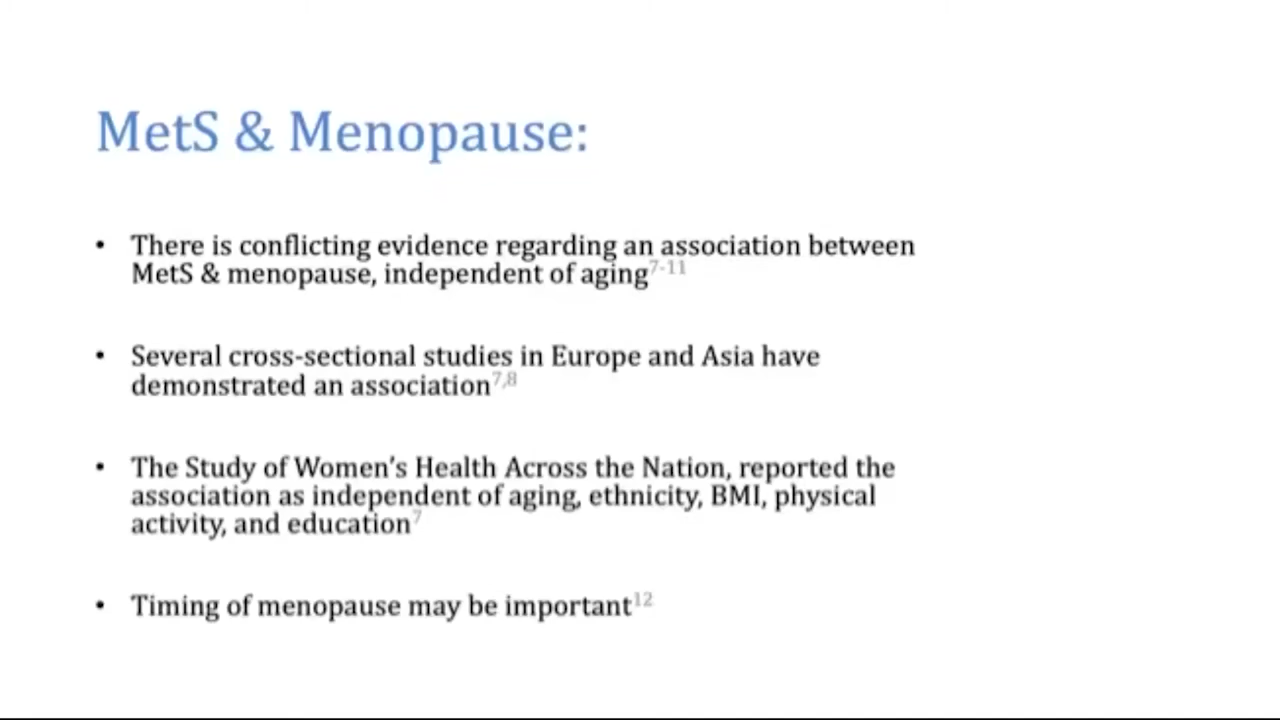 MetS & Menopause:
• There is conflicting evidence regarding an association between
MetS & menopause, independent of aging7-11
• Several cross-sectional studies in Europe and Asia have
demonstrated an association7,8
• The Study of Women's Health Across the Nation, reported the
association as independent of aging, ethnicity, BMI, physical
activity, and education7
• Timing of menopause may be important12